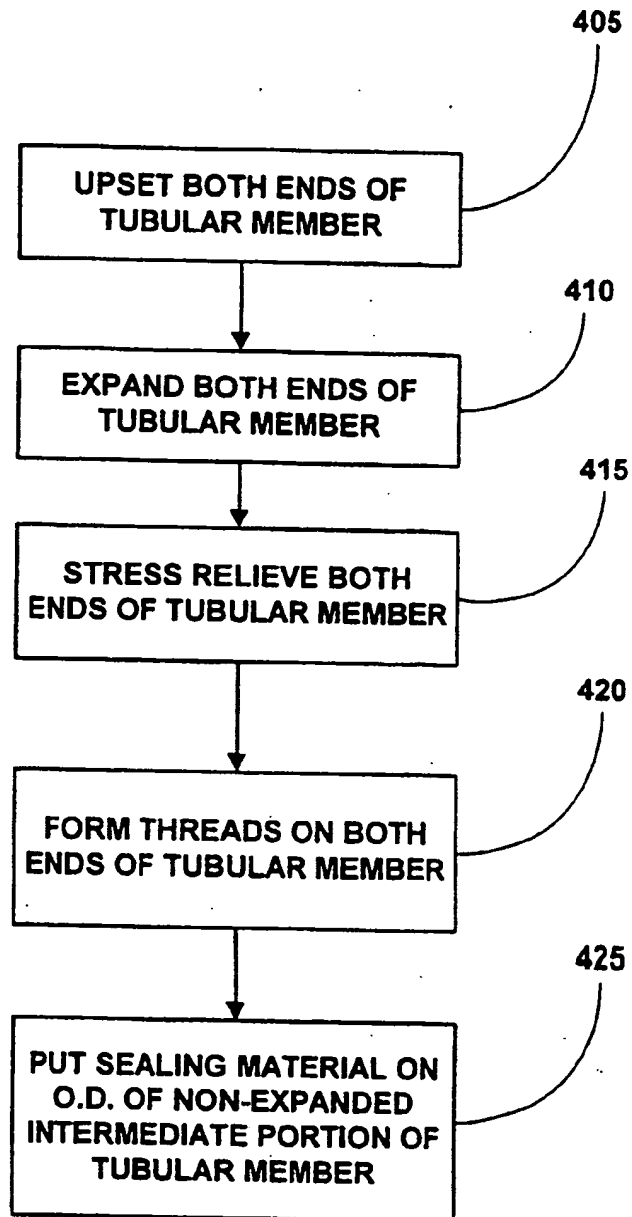 405
UPSET BOTH ENDS OF
TUBULAR MEMBER
410
EXPAND BOTH ENDS OF
TUBULAR MEMBER
415
STRESS RELIEVE BOTH
ENDS OF TUBULAR MEMBER
420
FORM THREADS ON BOTH
ENDS OF TUBULAR MEMBER
425
PUT SEALING MATERIAL ON
O.D. OF NON-EXPANDED
INTERMEDIATE PORTION OF
TUBULAR MEMBER